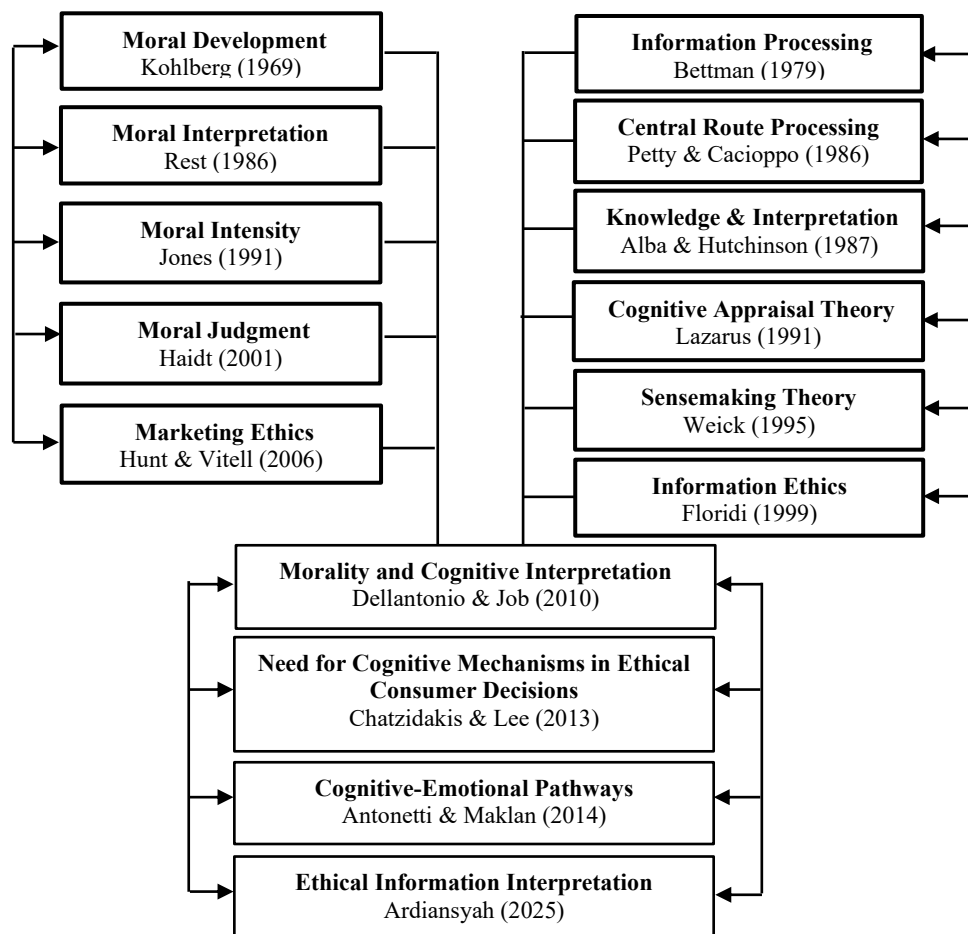 Moral Development
Kohlberg (1969)
Moral Interpretation
Rest (1986)
Moral Intensity
Jones (1991)
Moral Judgment
Haidt (2001)
Marketing Ethics
Hunt & Vitell (2006)
Information Processing
Bettman (1979)
Central Route Processing
Petty & Cacioppo (1986)
Knowledge & Interpretation
Alba & Hutchinson (1987)
Cognitive Appraisal Theory
Lazarus (1991)
Sensemaking Theory
Weick (1995)
Information Ethics
Floridi (1999)
Morality and Cognitive Interpretation
Dellantonio & Job (2010)
Need for Cognitive Mechanisms in Ethical
Consumer Decisions
Chatzidakis & Lee (2013)
Cognitive-Emotional Pathways
Antonetti & Maklan (2014)
Ethical Information Interpretation
Ardiansyah (2025)